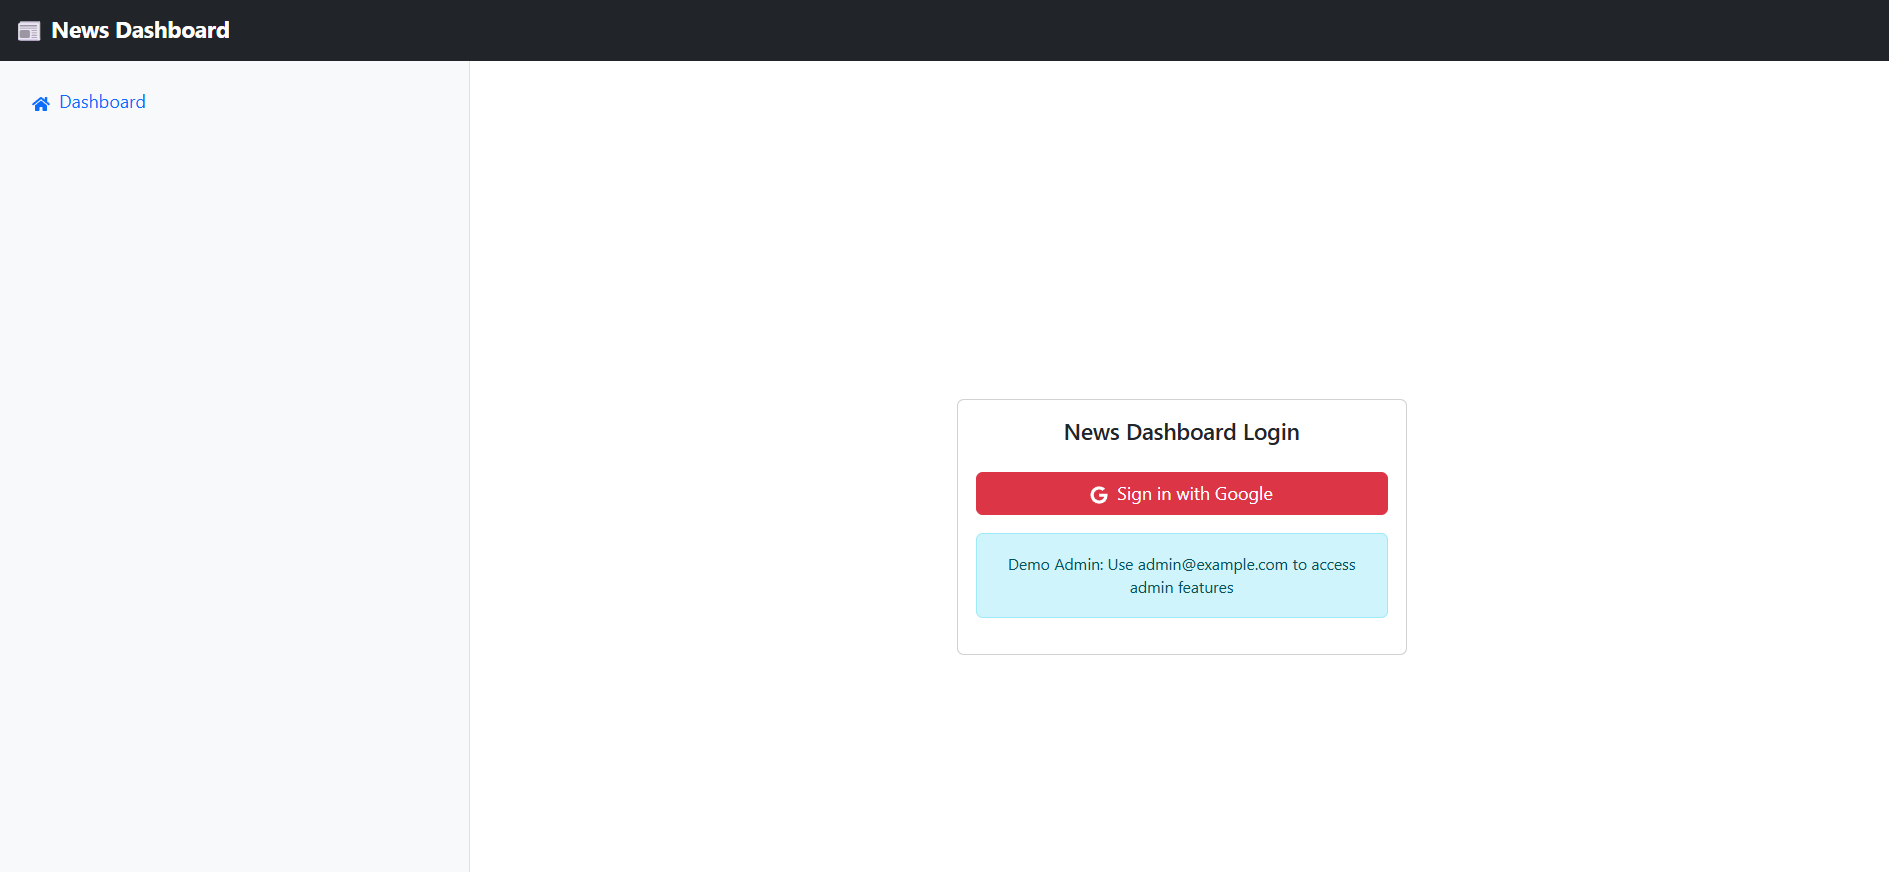 News Dashboard
Dashboard
News Dashboard Login
Sign in with Google
Demo Admin: Use admin@example.com to access
admin features